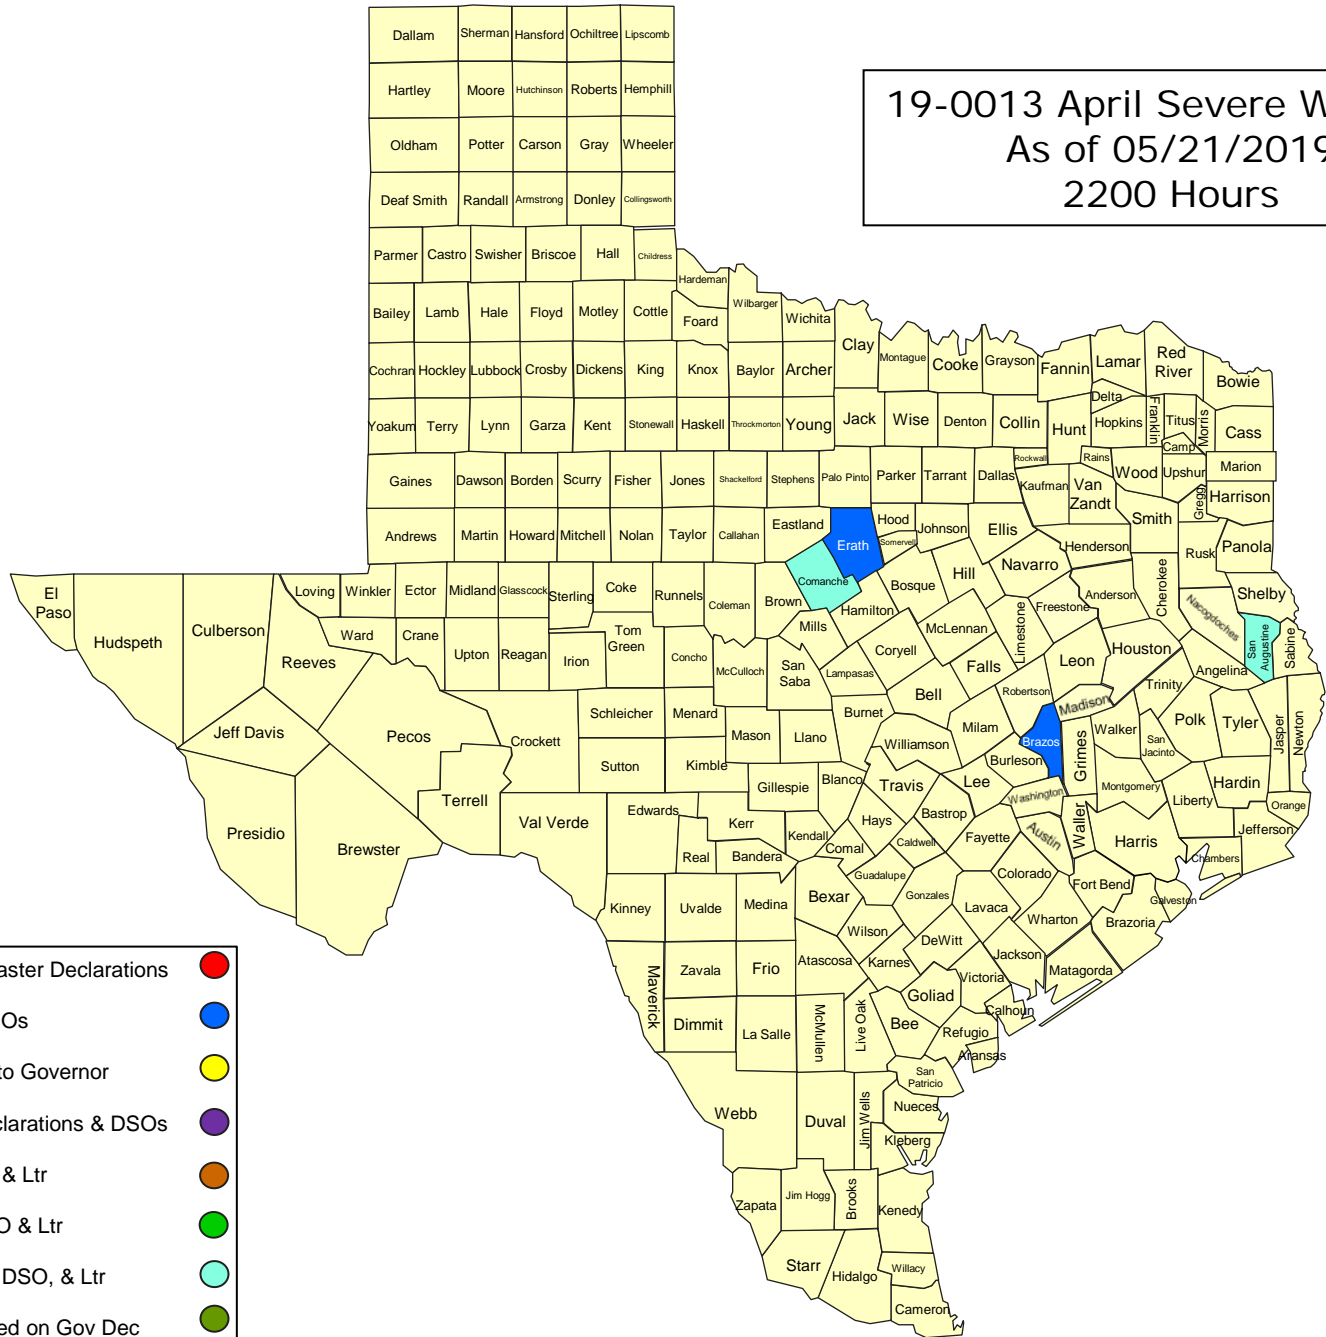 Dallam Sherman Hansford Ochiltree Lipscomb
Hartley Moore Hutchinson Roberts Hemphill
19-0013 April Severe W
As of 05/21/2019
2200 Hours
Oldham Potter Carson Gray Wheeler
Deaf Smith Randall Armstrong Donley Collingsworth
Parmer Castro Swisher Briscoe Hall Childress
Hardeman
Bailey Lamb Hale Floyd Motley Cottle Foard Wilbarger Wichita
Clay Montague Cooke Grayson Fannin Lamar Red River Bowie
Cochran Hockley Lubbock Crosby Dickens King Knox Baylor Archer
Delta
Yoakum Terry Lynn Garza Kent Stonewall Haskell Throckmorton Young Jack Wise Denton Collin Hunt Hopkins Franklin Titus Morris Cass
Camp
Rockwall Rains
Gaines Dawson Borden Scurry Fisher Jones Shackelford Stephens Palo Pinto Parker Tarrant Dallas Kaufman Van Zandt Wood Upshur Marion
Gregg Harrison
Andrews Martin Howard Mitchell Nolan Taylor Callahan Eastland Erath Hood Somervell Johnson Ellis Henderson Smith Rusk Panola
El Paso Hudspeth Culberson Loving Winkler Ector Midland Glasscock Sterling Coke Runnels Coleman Brown Comanche Hamilton Bosque Hill Navarro Freestone Anderson Cherokee Nacogdoches Shelby
Reeves Ward Crane Upton Reagan Irion Tom Green Concho McCulloch San Saba Mills Lampasas Coryell McLennan Limestone Falls Leon Houston Angelina San Augustine Sabine
Jeff Davis Pecos Crockett Schleicher Menard Mason Llano Burnet Bell Milam Robertson Madison Trinity
Sutton Kimble Gillespie Blanco Williamson Burleson Brazos Grimes Walker San Jacinto Polk Tyler Jasper Newton
Presidio Brewster Terrell Val Verde Edwards Kerr Kendall Travis Hays Lee Bastrop Washington Montgomery Liberty Hardin Orange
Real Bandera Comal Caldwell Fayette Austin Waller Harris Jefferson Chambers
Kinney Uvalde Medina Bexar Guadalupe Gonzales Lavaca Colorado Fort Bend Galveston
Wilson Wharton Brazoria
Maverick Zavala Frio Atascosa Karnes DeWitt Jackson Matagorda
Victoria
Goliad Calhoun
Dimmit La Salle McMullen Live Oak Bee Refugio
Aransas
San Patricio
Webb Duval Jim Wells Nueces
Kleberg
Zapata Jim Hogg Brooks Kenedy
Starr Hidalgo Willacy
Cameron
aster Declarations
Os
to Governor
clarations & DSOs
& Ltr
O & Ltr
DSO, & Ltr
ed on Gov Dec